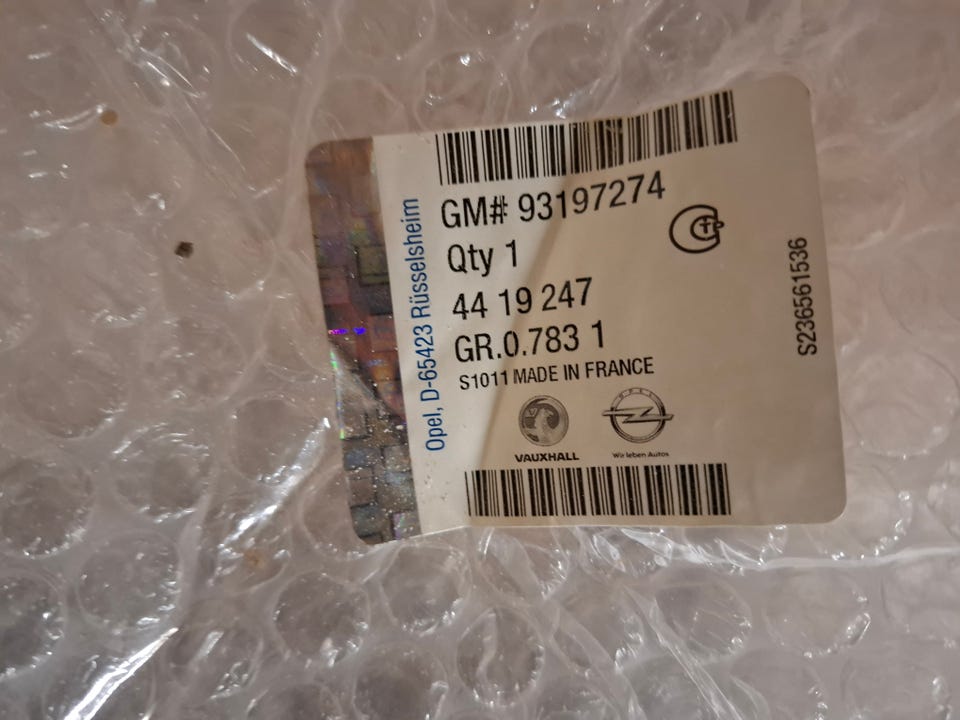 Opel, D-65423 Rüsselsheim
GM# 93197274
Qty 1
44 19 247
GR.0.783 1
S1011 MADE IN FRANCE
VAUXHALL
OPEL
Wir leben Autos
S236561536